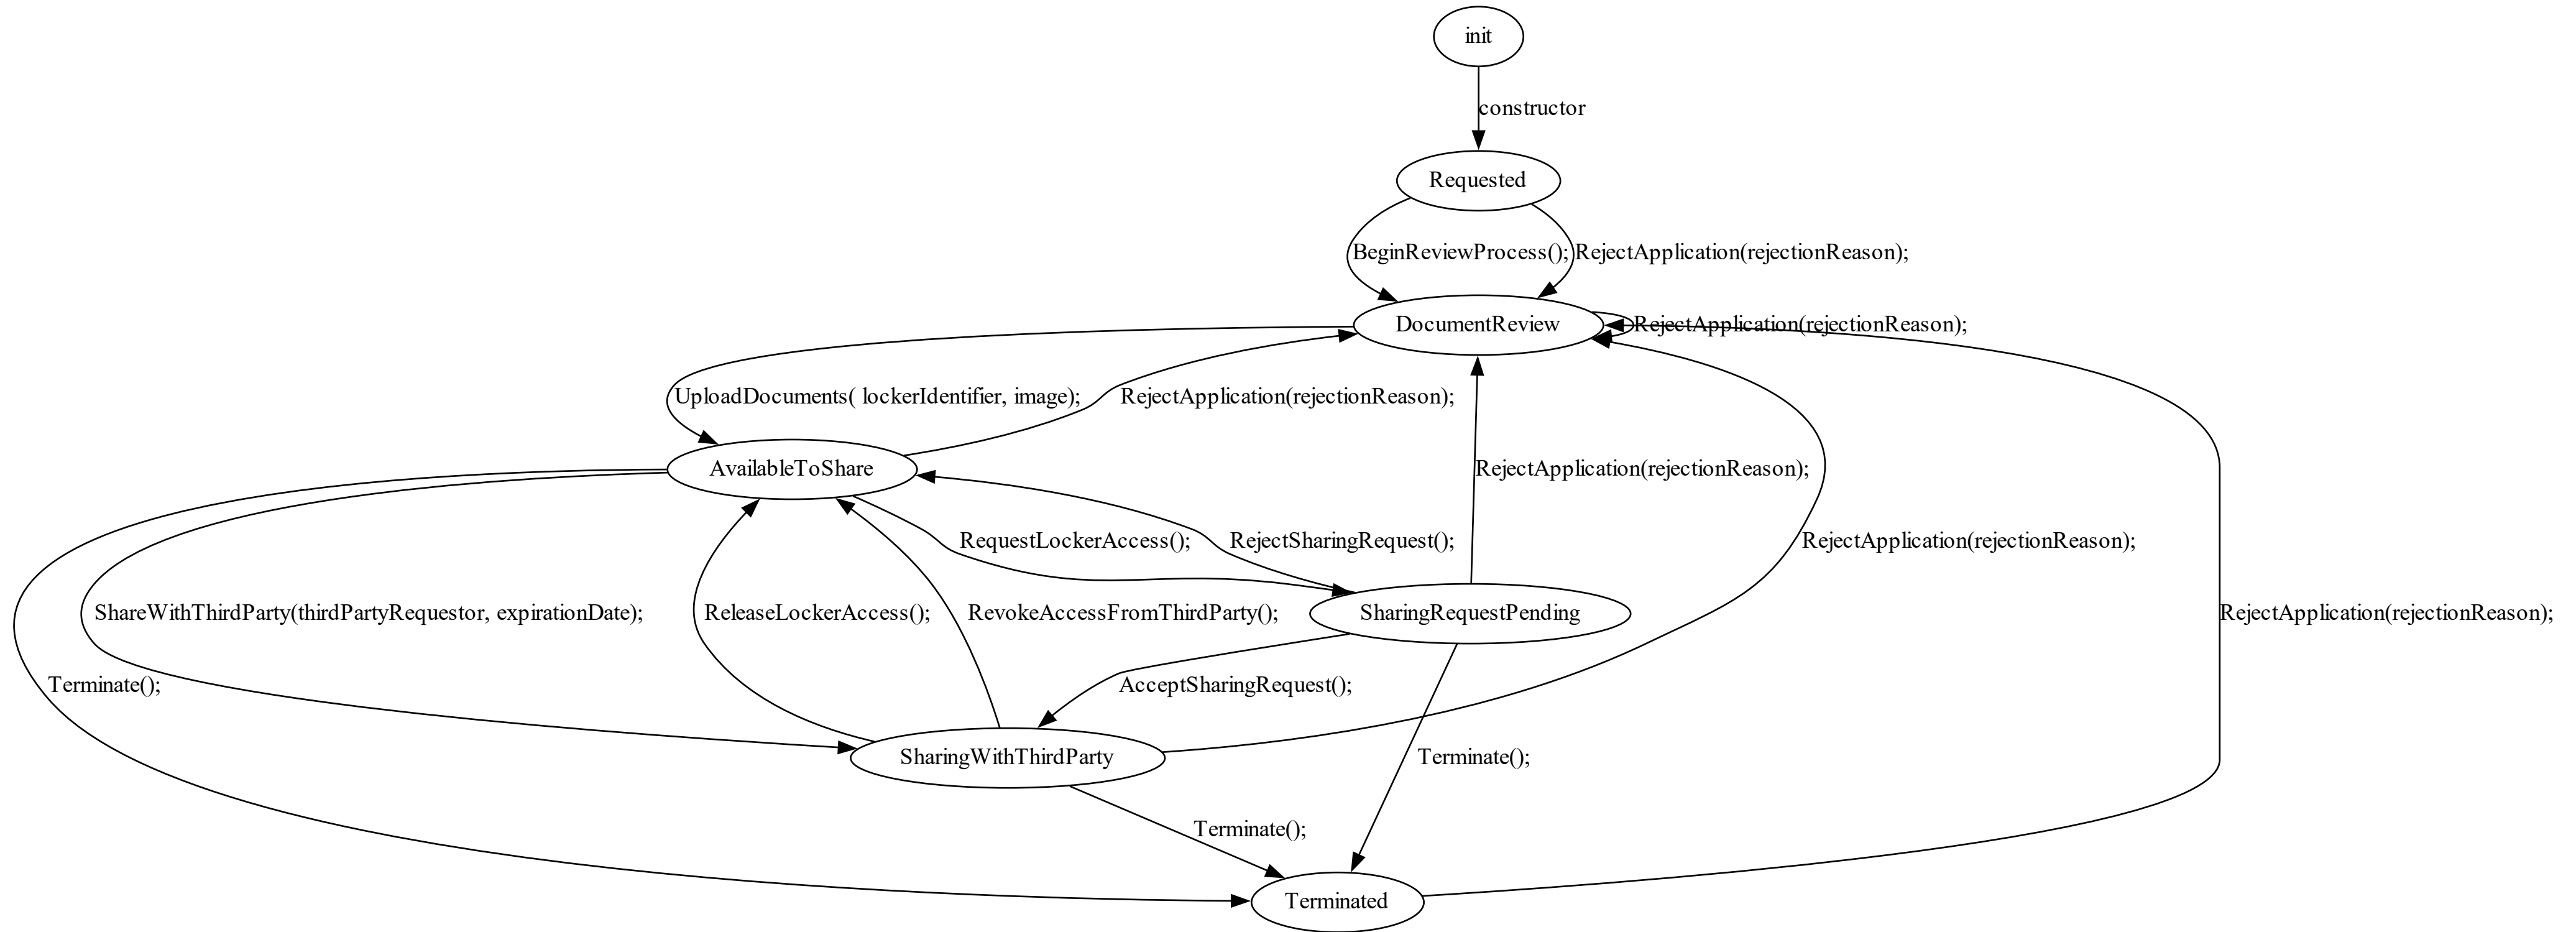 init
constructor
Requested
BeginReviewProcess();
RejectApplication(rejectionReason);
DocumentReview
RejectApplication(rejectionReason);
UploadDocuments( lockerIdentifier, image);
RejectApplication(rejectionReason);
AvailableToShare
RejectApplication(rejectionReason);
RequestLockerAccess();
RejectSharingRequest();
RejectApplication(rejectionReason);
ShareWithThirdParty(thirdPartyRequestor, expirationDate);
ReleaseLockerAccess();
RevokeAccessFromThirdParty();
SharingRequestPending
RejectApplication(rejectionReason);
Terminate();
AcceptSharingRequest();
SharingWithThirdParty
Terminate();
Terminate();
Terminated